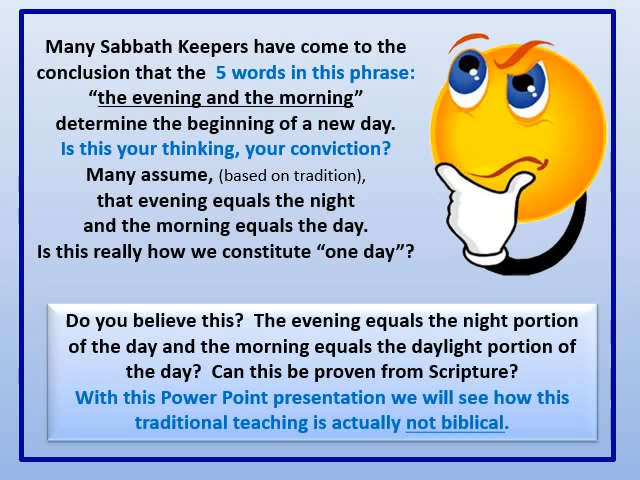 Many Sabbath Keepers have come to the
conclusion that the  5 words in this phrase:
“the evening and the morning”
determine the beginning of a new day.
Is this your thinking, your conviction?
Many assume, (based on tradition),
that evening equals the night
and the morning equals the day.
Is this really how we constitute “one day”?
Do you believe this?  The evening equals the night portion
of the day and the morning equals the daylight portion of
the day?  Can this be proven from Scripture?
With this Power Point presentation we will see how this
traditional teaching is actually not biblical.